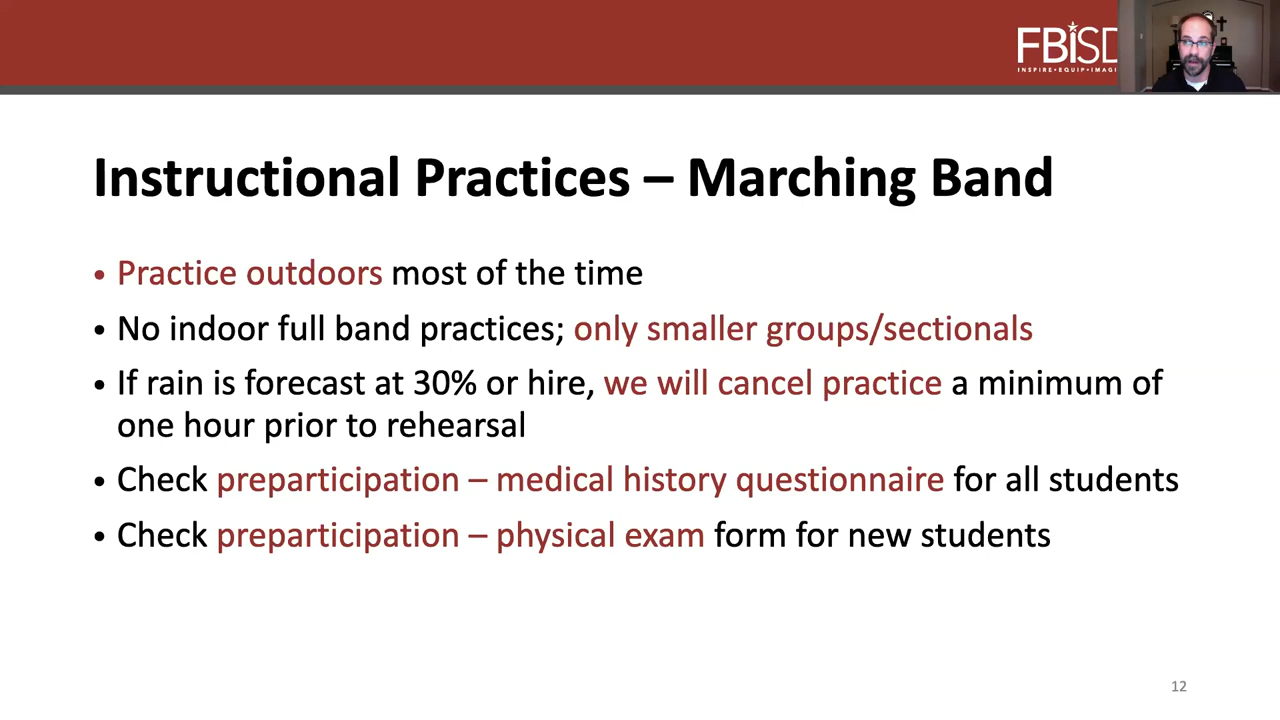 FBiSD
INSPIRE•EQUIP•IMAGI
Instructional Practices – Marching Band
• Practice outdoors most of the time
• No indoor full band practices; only smaller groups/sectionals
• If rain is forecast at 30% or hire, we will cancel practice a minimum of
one hour prior to rehearsal
• Check preparticipation – medical history questionnaire for all students
• Check preparticipation – physical exam form for new students
12